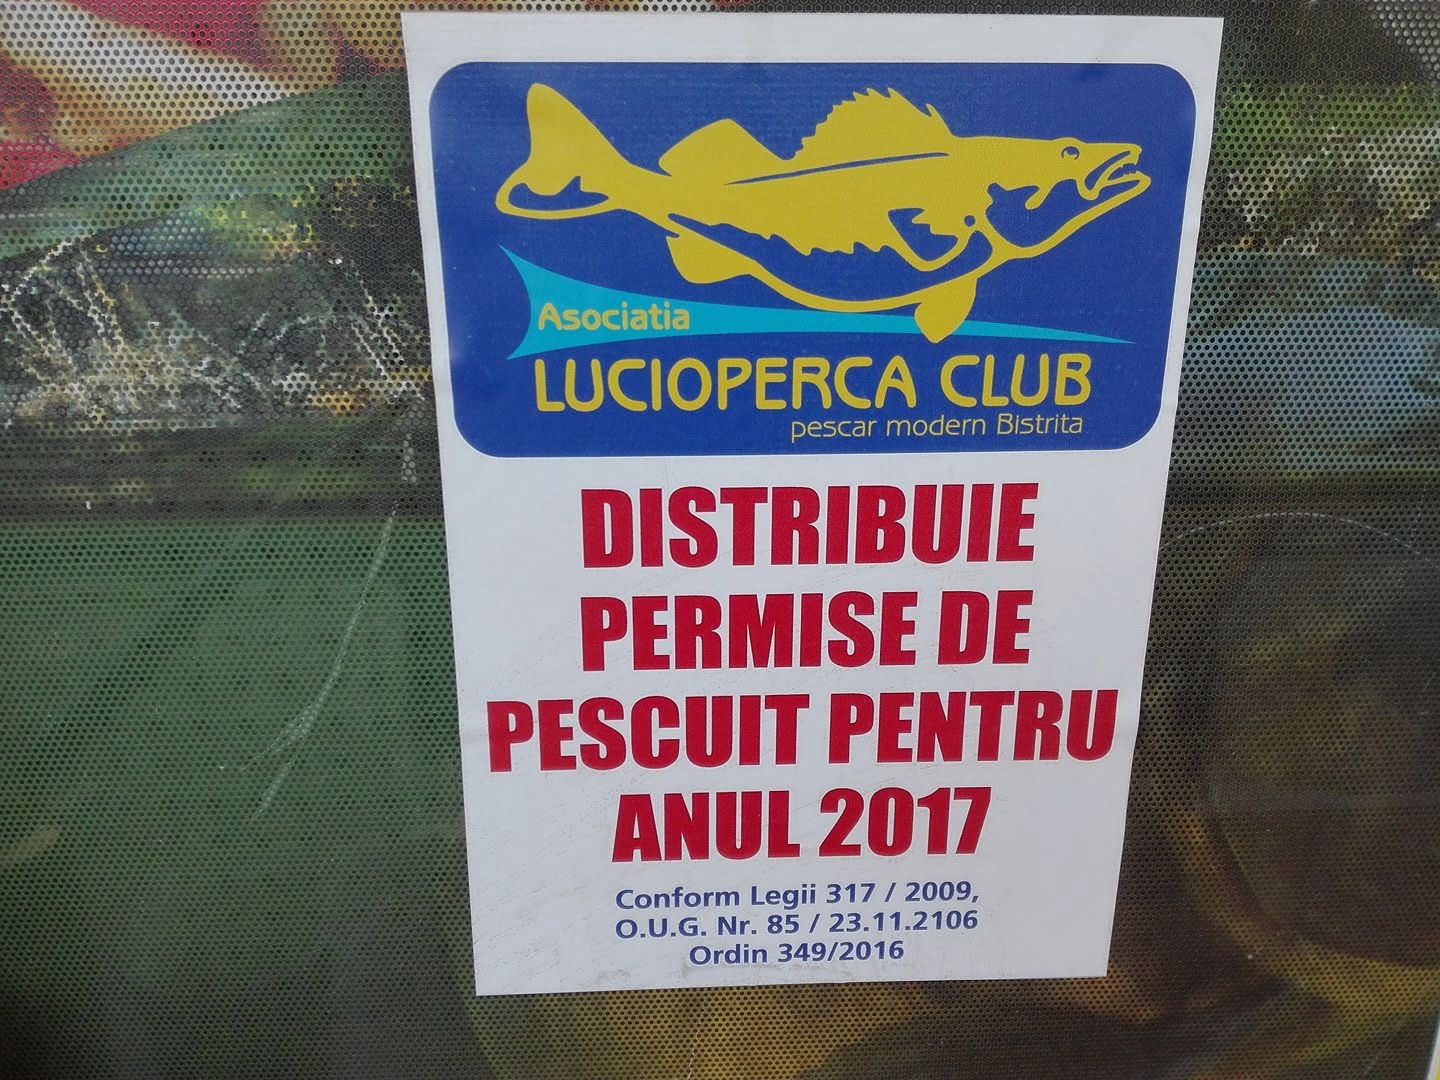 Asociatia
LUCIOPERCA CLUB
pescar modern Bistrita
DISTRIBUIE
PERMISE DE
PESCUIT PENTRU
ANUL 2017
Conform Legii 317 / 2009,
O.U.G. Nr. 85 / 23.11.2106
Ordin 349/2016